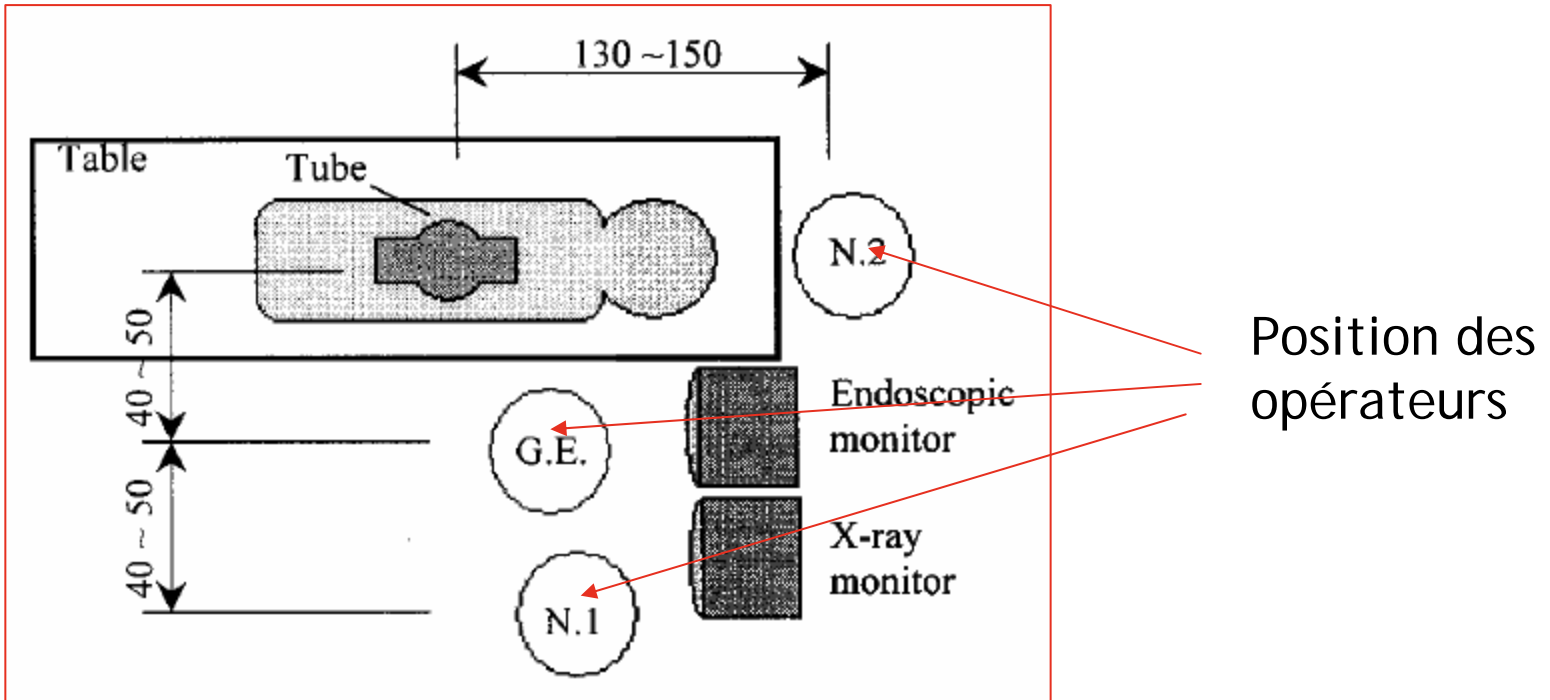 130 ~150
Table
Tube
N.2
40 ~ 50
Endoscopic
monitor
G.E.
40 ~ 50
X-ray
monitor
N.1
Position des
opérateurs